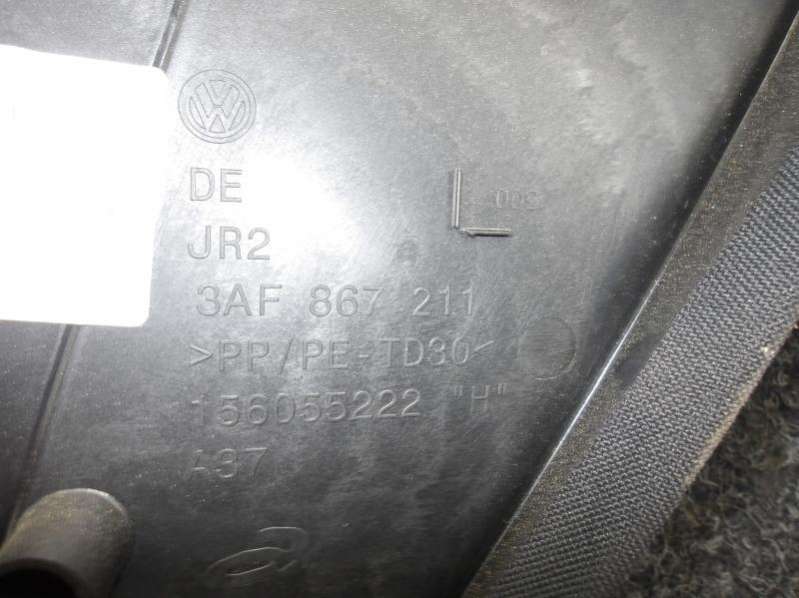 DE
L
JR2
3AF 867 211
>PP/PE-TD30<
156055222 "H"
A37